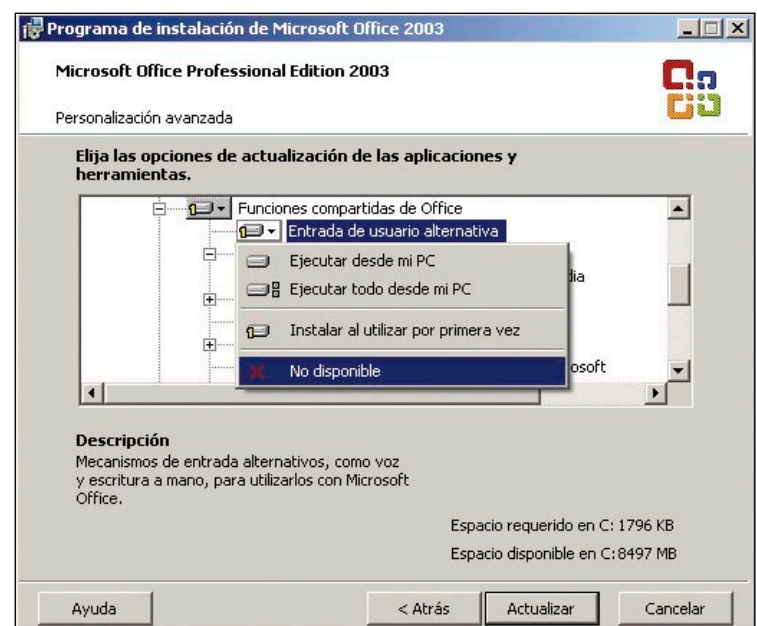 Programa de instalación de Microsoft Office 2003
Microsoft Office Professional Edition 2003
Personalización avanzada
Elija las opciones de actualización de las aplicaciones y
herramientas.
Funciones compartidas de Office
Entrada de usuario alternativa
Ejecutar desde mi PC
dia
Ejecutar todo desde mi PC
Instalar al utilizar por primera vez
No disponible
osoft
Descripción
Mecanismos de entrada alternativos, como voz
y escritura a mano, para utilizarlos con Microsoft
Office.
Espacio requerido en C: 1796 KB
Espacio disponible en C:8497 MB
Ayuda
< Atrás
Actualizar
Cancelar